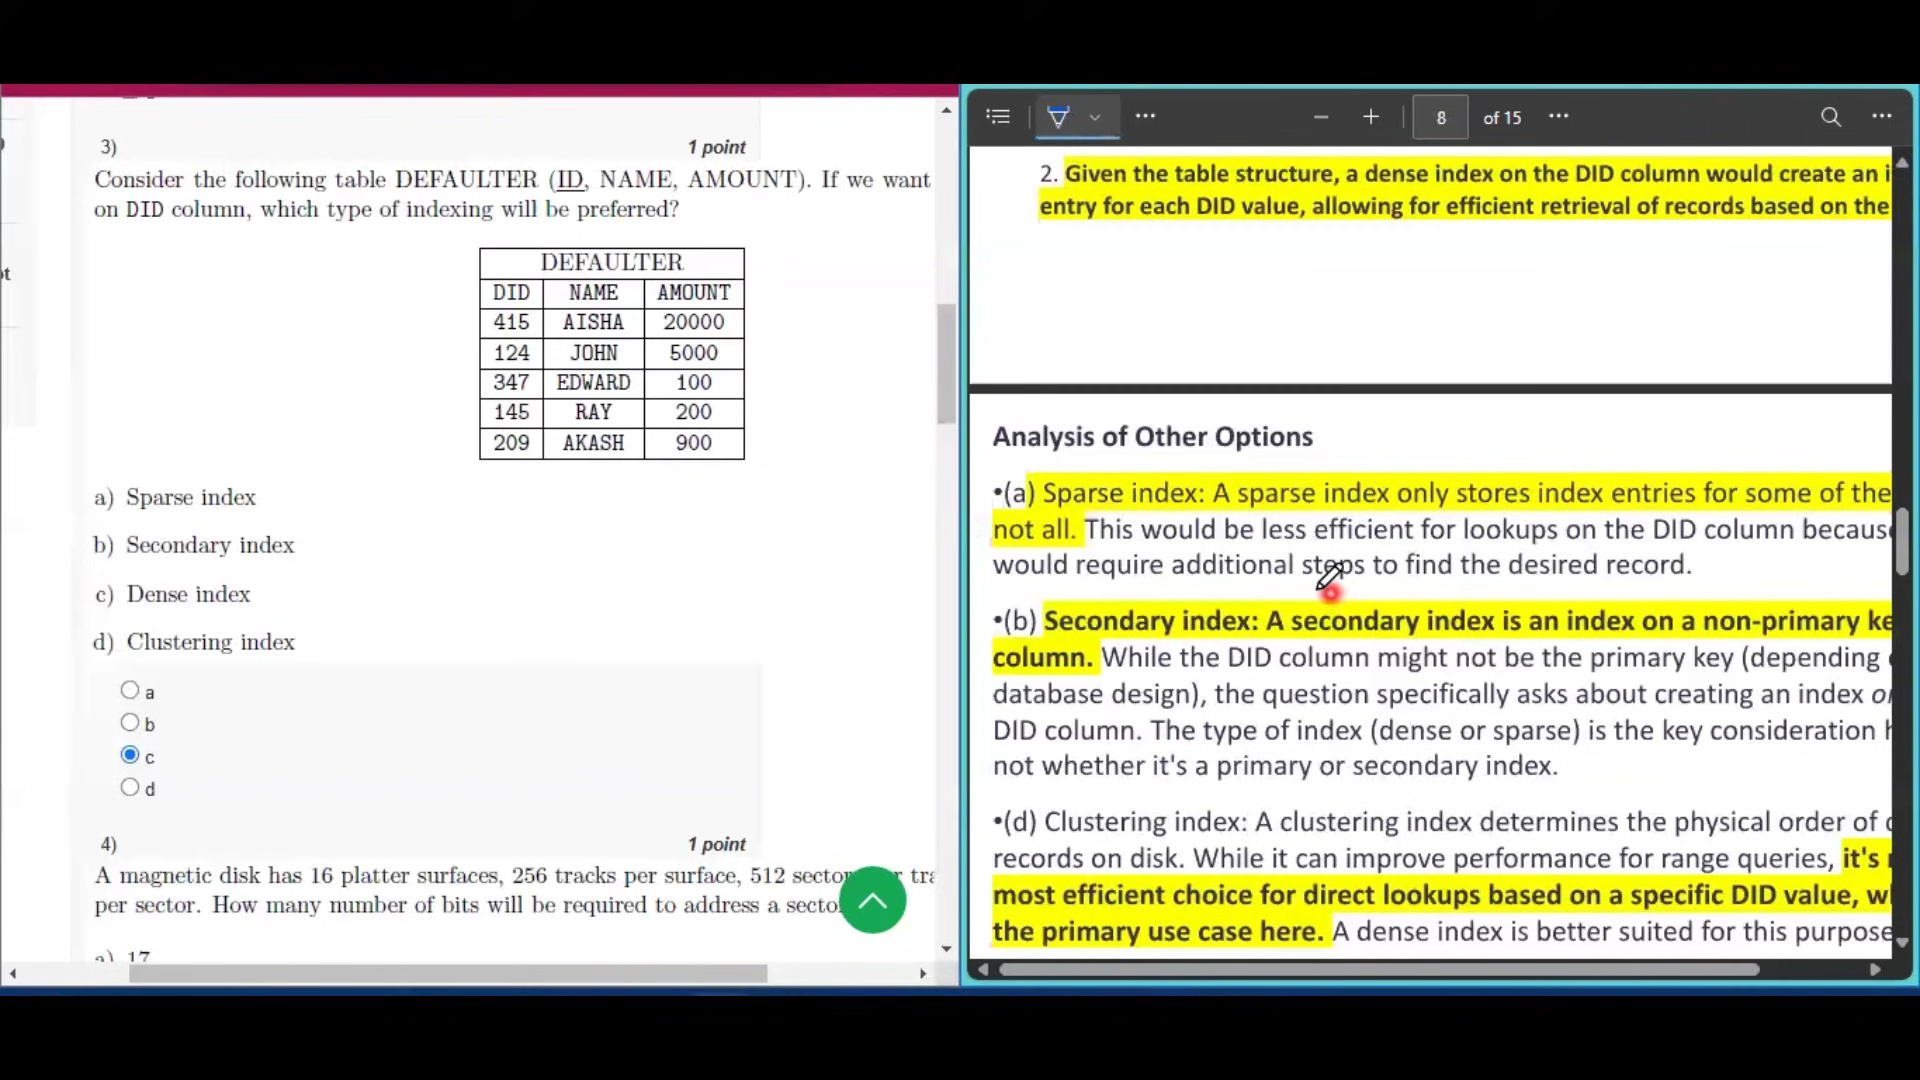 3)
1 point
Consider the following table DEFAULTER (ID, NAME, AMOUNT). If we want
on DID column, which type of indexing will be preferred?
DEFAULTER
DID NAME AMOUNT
415 AISHA 20000
124 JOHN 5000
347 EDWARD 100
145 RAY 200
209 AKASH 900
a) Sparse index
b) Secondary index
c) Dense index
d) Clustering index
a
b
c
d
4)
1 point
A magnetic disk has 16 platter surfaces, 256 tracks per surface, 512
per sector. How many number of bits will be required to address a
a) 17
8 of 15
2. Given the table structure, a dense index on the DID column would create an
entry for each DID value, allowing for efficient retrieval of records based on the
Analysis of Other Options
•(a) Sparse index: A sparse index only stores index entries for some of the
not all. This would be less efficient for lookups on the DID column
would require additional steps to find the desired record.
•(b) Secondary index: A secondary index is an index on a non-primary
column. While the DID column might not be the primary key (depending
database design), the question specifically asks about creating an index
DID column. The type of index (dense or sparse) is the key consideration
not whether it's a primary or secondary index.
•(d) Clustering index: A clustering index determines the physical order of
records on disk. While it can improve performance for range queries, it's
most efficient choice for direct lookups based on a specific DID value,
the primary use case here. A dense index is better suited for this purpose